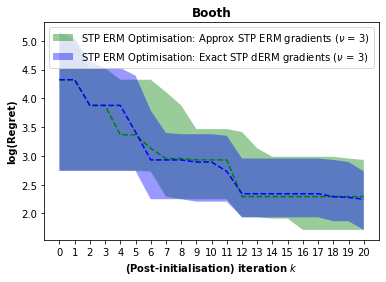 Booth
STP ERM Optimisation: Approx STP ERM gradients (ν = 3)
STP ERM Optimisation: Exact STP dERM gradients (ν = 3)
log(Regret)
5.0
4.5
4.0
3.5
3.0
2.5
2.0
0 1 2 3 4 5 6 7 8 9 10 11 12 13 14 15 16 17 18 19 20
(Post-initialisation) iteration k